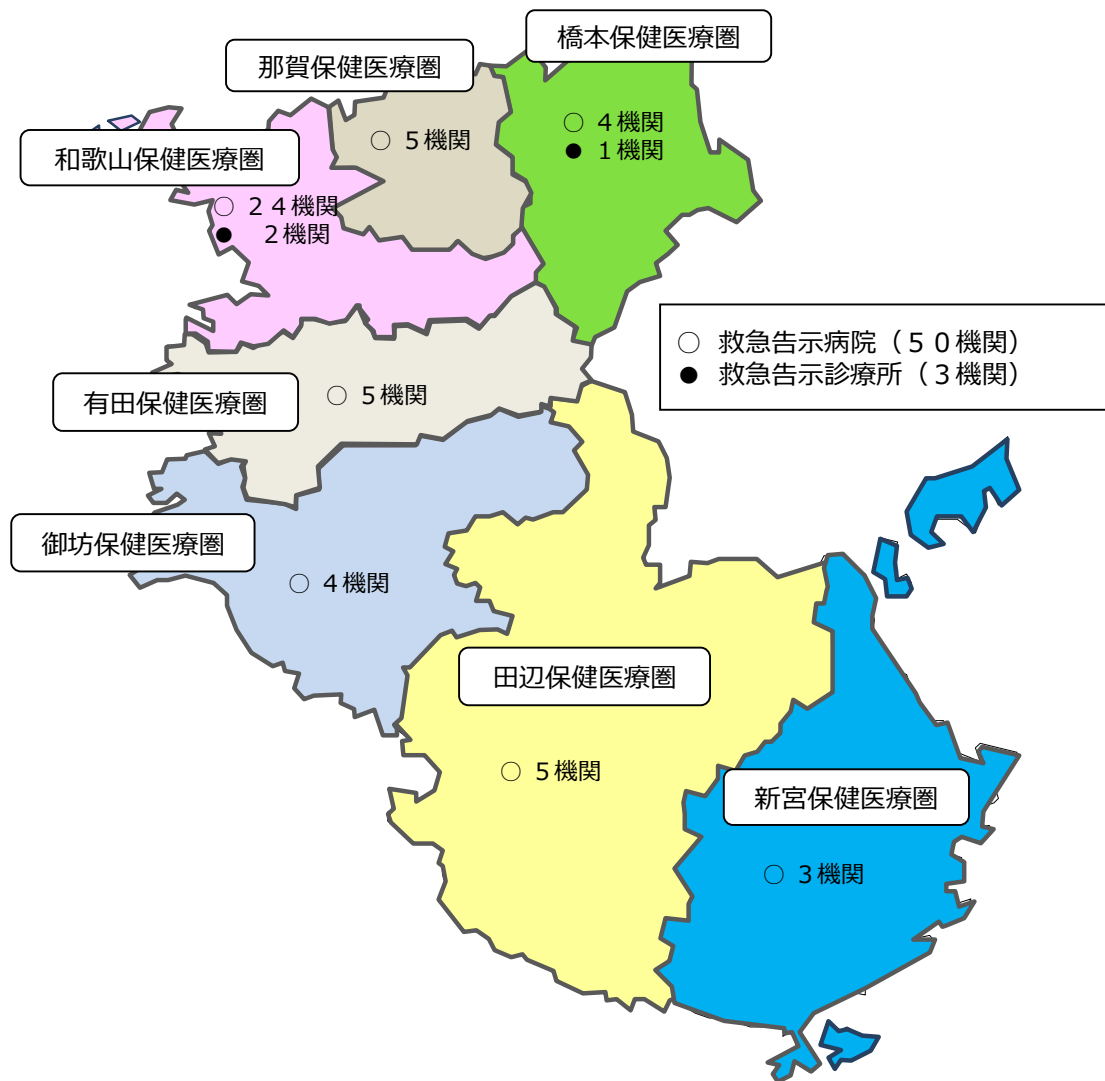 橋本保健医療圏
那賀保健医療圏
○ ４機関
● １機関
○ ５機関
和歌山保健医療圏
○ ２４機関
● ２機関
○ 救急告示病院（５０機関）
● 救急告示診療所（３機関）
有田保健医療圏
○ ５機関
御坊保健医療圏
○ ４機関
田辺保健医療圏
○ ５機関
新宮保健医療圏
○ ３機関